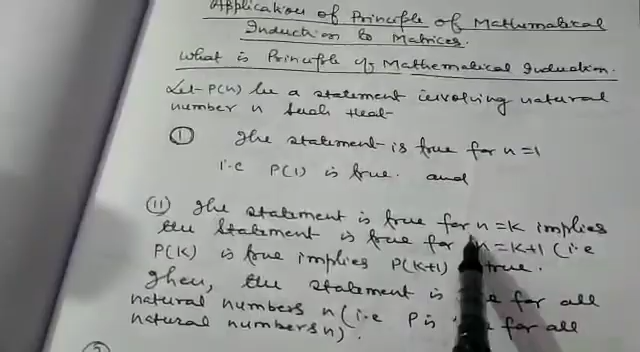 Application of Principle of Mathematical
Induction to Matrices.
What is Principle of Mathematical Induction.
Let P(n) be a statement involving natural
number n such that
(I) The statement is true for n=1
i.e P(1) is true. and
(II) The statement is true for n=K implies
the statement is true for n=K+1 (i.e
P(K) is true implies P(K+1) true.
Then, the statement is for all
natural numbers n (i.e P is for all
natural numbers n).